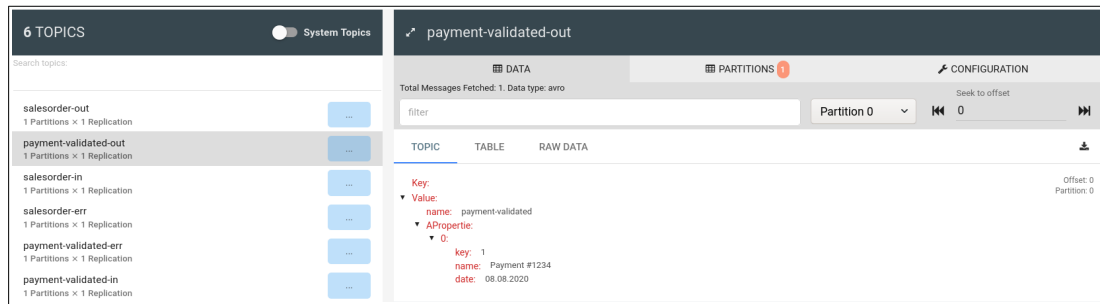 6 TOPICS
System Topics
Search topics:
salesorder-out
1 Partitions × 1 Replication
...
payment-validated-out
1 Partitions × 1 Replication
...
salesorder-in
1 Partitions × 1 Replication
...
salesorder-err
1 Partitions × 1 Replication
...
payment-validated-err
1 Partitions × 1 Replication
...
payment-validated-in
1 Partitions × 1 Replication
...
payment-validated-out
DATA
PARTITIONS 1
CONFIGURATION
Total Messages Fetched: 1. Data type: avro
filter
Partition 0
Seek to offset
0
TOPIC TABLE RAW DATA
Key:
Offset: 0
Partition: 0
Value:
name: payment-validated
APropertie:
0:
key: 1
name: Payment #1234
date: 08.08.2020